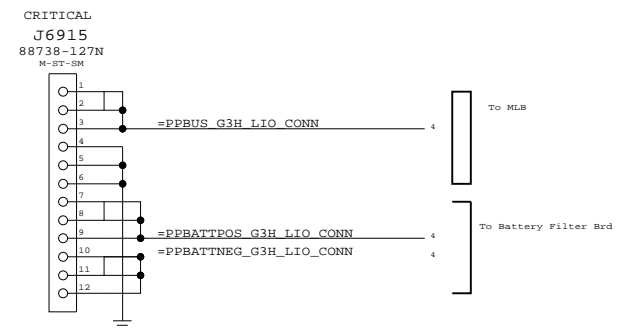 CRITICAL
J6915
88738-127N
M-ST-SM
1
2
3
=PPBUS_G3H_LIO_CONN
4
To MLB
4
5
6
7
8
9
=PPBATTPOS_G3H_LIO_CONN
4
To Battery Filter Brd
10
=PPBATTNEG_G3H_LIO_CONN
4
11
12